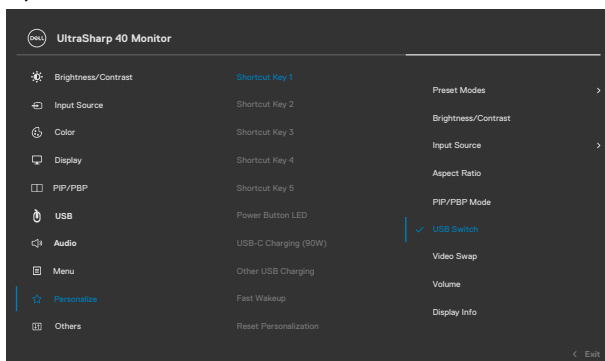 DELL UltraSharp 40 Monitor
Brightness/Contrast
Input Source
Color
Display
PIP/PBP
USB
Audio
Menu
Personalize
Others
Shortcut Key 1
Shortcut Key 2
Shortcut Key 3
Shortcut Key 4
Shortcut Key 5
Power Button LED
USB-C Charging (90W)
Other USB Charging
Fast Wakeup
Reset Personalization
Preset Modes >
Brightness/Contrast
Input Source >
Aspect Ratio
PIP/PBP Mode
USB Switch
Video Swap
Volume
Display Info
< Exit